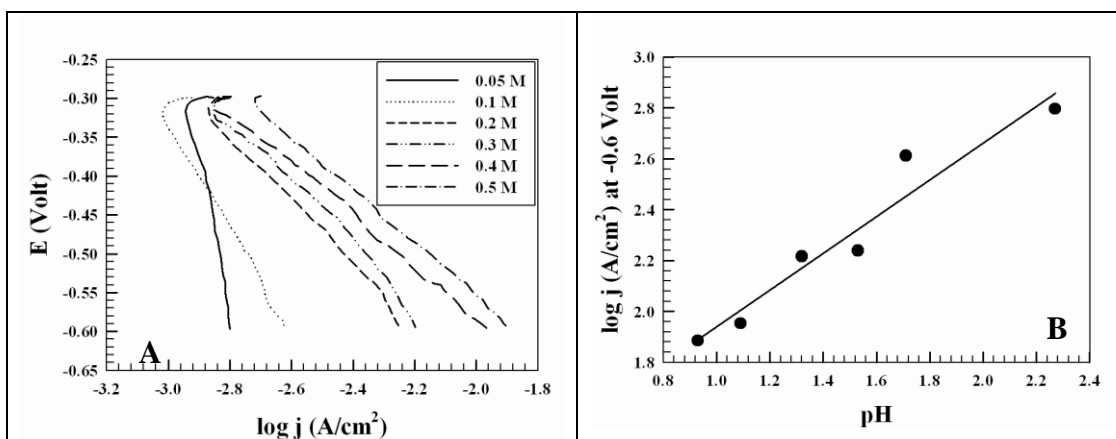 -0.25
-0.30
-0.35
-0.40
-0.45
-0.50
-0.55
-0.60
-0.65
E (Volt)
0.05 M
0.1 M
0.2 M
0.3 M
0.4 M
0.5 M
A
-3.2 -3.0 -2.8 -2.6 -2.4 -2.2 -2.0 -1.8
log j (A/cm²)
3.0
2.8
2.6
2.4
2.2
2.0
1.8
log j (A/cm²) at -0.6 Volt
B
0.8 1.0 1.2 1.4 1.6 1.8 2.0 2.2 2.4
pH